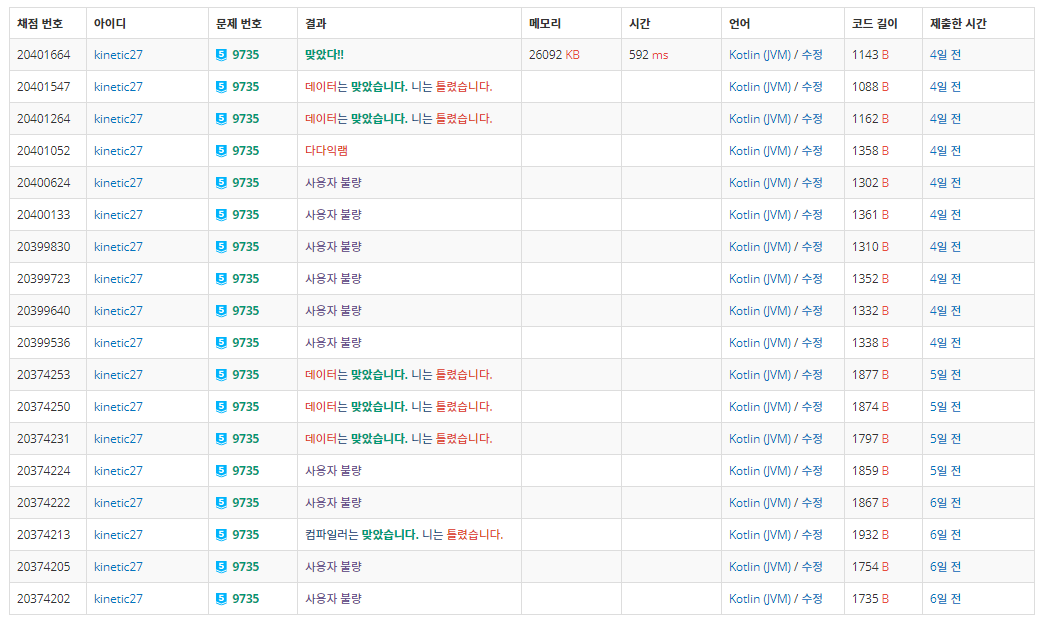 채점 번호 아이디 문제 번호 결과 메모리 시간 언어 코드 길이 제출한 시간
20401664 kinetic27 5 9735 맞았다!! 26092 KB 592 ms Kotlin (JVM) / 수정 1143 B 4일 전
20401547 kinetic27 5 9735 데이터는 맞았습니다. 니는 틀렸습니다. Kotlin (JVM) / 수정 1088 B 4일 전
20401264 kinetic27 5 9735 데이터는 맞았습니다. 니는 틀렸습니다. Kotlin (JVM) / 수정 1162 B 4일 전
20401052 kinetic27 5 9735 다다익램 Kotlin (JVM) / 수정 1358 B 4일 전
20400624 kinetic27 5 9735 사용자 불량 Kotlin (JVM) / 수정 1302 B 4일 전
20400133 kinetic27 5 9735 사용자 불량 Kotlin (JVM) / 수정 1361 B 4일 전
20399830 kinetic27 5 9735 사용자 불량 Kotlin (JVM) / 수정 1310 B 4일 전
20399723 kinetic27 5 9735 사용자 불량 Kotlin (JVM) / 수정 1352 B 4일 전
20399640 kinetic27 5 9735 사용자 불량 Kotlin (JVM) / 수정 1332 B 4일 전
20399536 kinetic27 5 9735 사용자 불량 Kotlin (JVM) / 수정 1338 B 4일 전
20374253 kinetic27 5 9735 데이터는 맞았습니다. 니는 틀렸습니다. Kotlin (JVM) / 수정 1877 B 5일 전
20374250 kinetic27 5 9735 데이터는 맞았습니다. 니는 틀렸습니다. Kotlin (JVM) / 수정 1874 B 5일 전
20374231 kinetic27 5 9735 데이터는 맞았습니다. 니는 틀렸습니다. Kotlin (JVM) / 수정 1797 B 5일 전
20374224 kinetic27 5 9735 사용자 불량 Kotlin (JVM) / 수정 1859 B 5일 전
20374222 kinetic27 5 9735 사용자 불량 Kotlin (JVM) / 수정 1867 B 6일 전
20374213 kinetic27 5 9735 컴파일러는 맞았습니다. 니는 틀렸습니다. Kotlin (JVM) / 수정 1932 B 6일 전
20374205 kinetic27 5 9735 사용자 불량 Kotlin (JVM) / 수정 1754 B 6일 전
20374202 kinetic27 5 9735 사용자 불량 Kotlin (JVM) / 수정 1735 B 6일 전